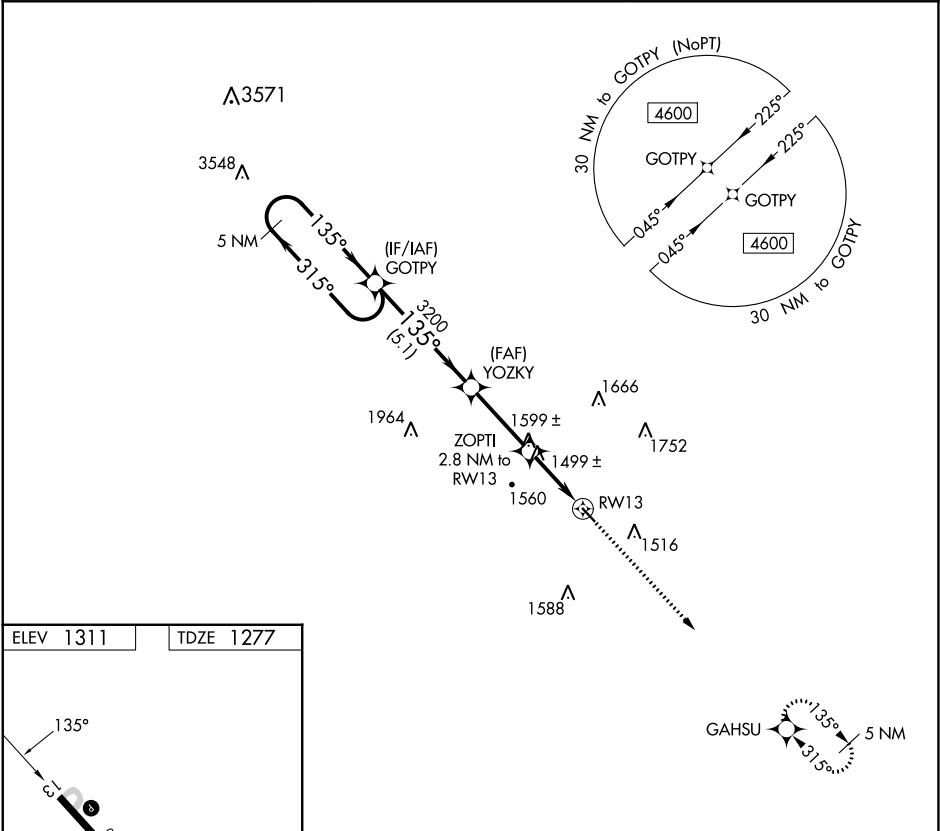 30 NM to GOTPY (NoPT)
4600
225°
GOTPY
045°
225°
GOTPY
045°
4600
30 NM to GOTPY
3571
3548
135°
5 NM
315°
(IF/IAF)
GOTPY
3200
135°
(5.1)
(FAF)
YOZKY
1666
1964
1599 ±
1752
ZOPTI
2.8 NM to
RW13
1499 ±
1560
RW13
1516
1588
ELEV 1311
TDZE 1277
135°
13
P
GAHSU
135°
5 NM
315°